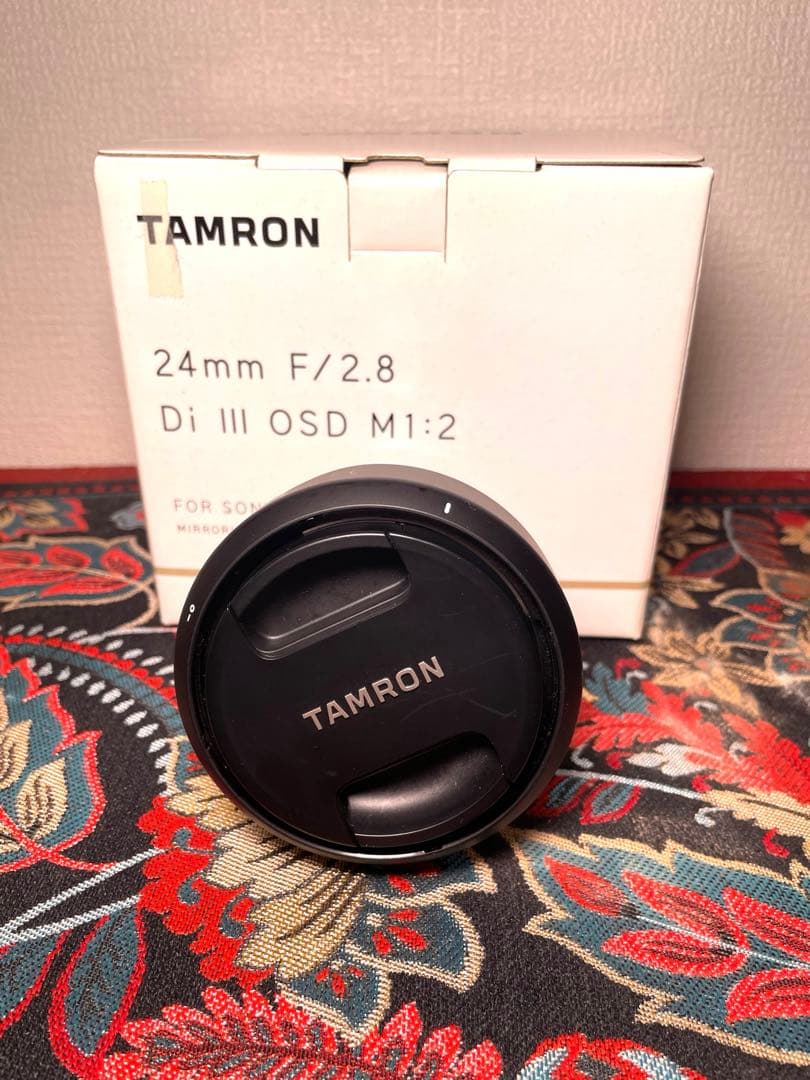 TAMRON
24mm F/2.8
Di III OSD M1:2
FOR SON
TAMRON